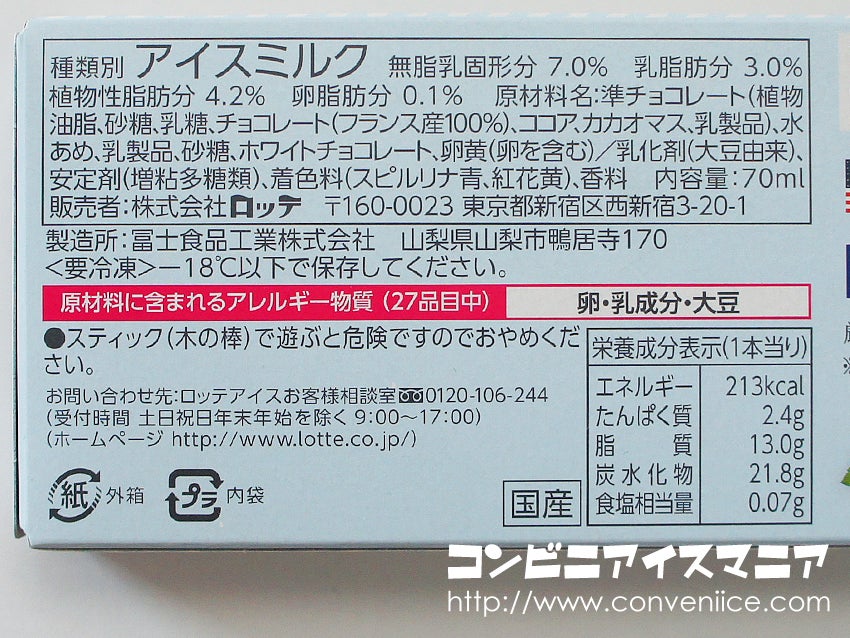 種類別 アイスミルク 無脂乳固形分 7.0% 乳脂肪分 3.0%
植物性脂肪分 4.2% 卵脂肪分 0.1% 原材料名:準チョコレート(植物
油脂、砂糖、乳糖、チョコレート(フランス産100%)、ココア、カカオマス、乳製品)、水
あめ、乳製品、砂糖、ホワイトチョコレート、卵黄(卵を含む)/乳化剤(大豆由来)、
安定剤(増粘多糖類)、着色料(スピルリナ青、紅花黄)、香料 内容量:70ml
販売者:株式会社ロッテ 〒160-0023 東京都新宿区西新宿3-20-1
製造所:冨士食品工業株式会社 山梨県山梨市鴨居寺170
<要冷凍>-18℃以下で保存してください。
原材料に含まれるアレルギー物質(27品目中) 卵・乳成分・大豆
●スティック(木の棒)で遊ぶと危険ですのでおやめくだ
さい。
お問い合わせ先:ロッテアイスお客様相談室 0120-106-244
(受付時間 土日祝日年末年始を除く 9:00~17:00)
(ホームページ http://www.lotte.co.jp/)
紙 外箱 プラ 内袋
国産
栄養成分表示(1本当り)
エネルギー 213kcal
たんぱく質 2.4g
脂質 13.0g
炭水化物 21.8g
食塩相当量 0.07g
コンビニアイスマニア
http://www.conveniice.com